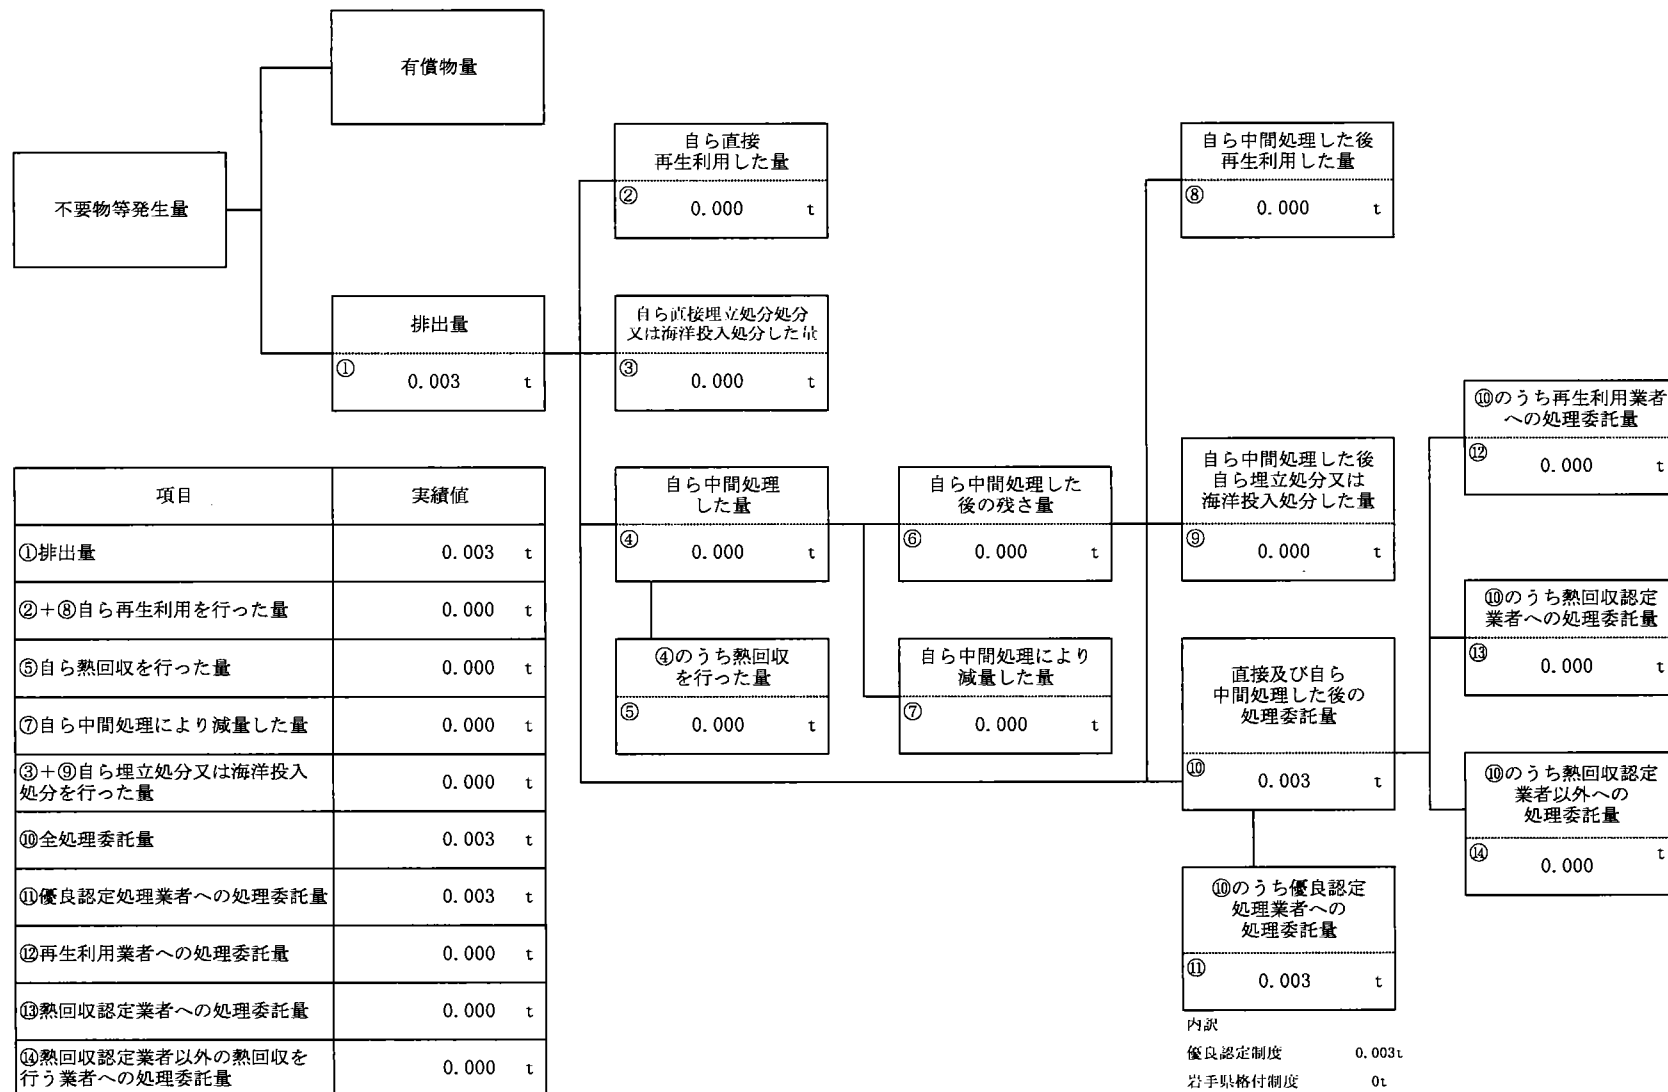 有償物量
不要物等発生量
排出量
① 0.003 t
自ら直接
再生利用した量
② 0.000 t
自ら直接埋立処分処分
又は海洋投入処分した量
③ 0.000 t
自ら中間処理
した量
④ 0.000 t
④のうち熱回収
を行った量
⑤ 0.000 t
自ら中間処理した
後の残さ量
⑥ 0.000 t
自ら中間処理により
減量した量
⑦ 0.000 t
自ら中間処理した後
再生利用した量
⑧ 0.000 t
自ら中間処理した後
自ら埋立処分又は
海洋投入処分した量
⑨ 0.000 t
直接及び自ら
中間処理した後の
処理委託量
⑩ 0.003 t
⑩のうち優良認定
処理業者への
処理委託量
⑪ 0.003 t
内訳
優良認定制度 0.003t
岩手県格付制度 0t
⑩のうち再生利用業者
への処理委託量
⑫ 0.000 t
⑩のうち熱回収認定
業者への処理委託量
⑬ 0.000 t
⑩のうち熱回収認定
業者以外への
処理委託量
⑭ 0.000 t
項目 実績値
①排出量 0.003 t
②+⑧自ら再生利用を行った量 0.000 t
⑤自ら熱回収を行った量 0.000 t
⑦自ら中間処理により減量した量 0.000 t
③+⑨自ら埋立処分又は海洋投入
処分を行った量 0.000 t
⑩全処理委託量 0.003 t
⑪優良認定処理業者への処理委託量 0.003 t
⑫再生利用業者への処理委託量 0.000 t
⑬熱回収認定業者への処理委託量 0.000 t
⑭熱回収認定業者以外の熱回収を
行う業者への処理委託量 0.000 t